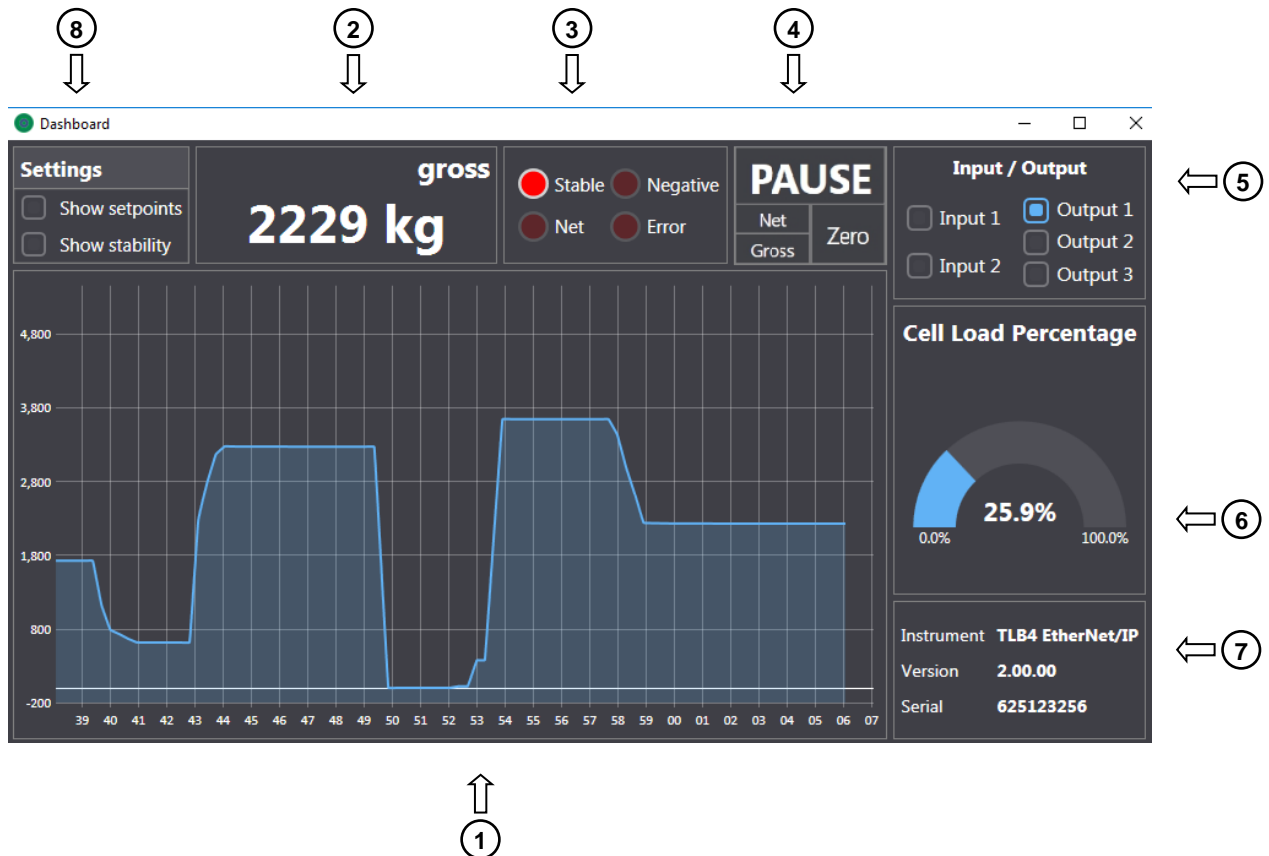 8 2 3 4
Dashboard
Settings
Show setpoints
Show stability
gross
2229 kg
Stable Negative
Net Error
PAUSE
Net
Gross
Zero
Input / Output
Input 1
Input 2
Output 1
Output 2
Output 3
5
4,800
3,800
2,800
1,800
800
-200
39 40 41 42 43 44 45 46 47 48 49 50 51 52 53 54 55 56 57 58 59 00 01 02 03 04 05 06 07
Cell Load Percentage
25.9%
0.0% 100.0%
6
Instrument TLB4 EtherNet/IP
Version 2.00.00
Serial 625123256
7
1